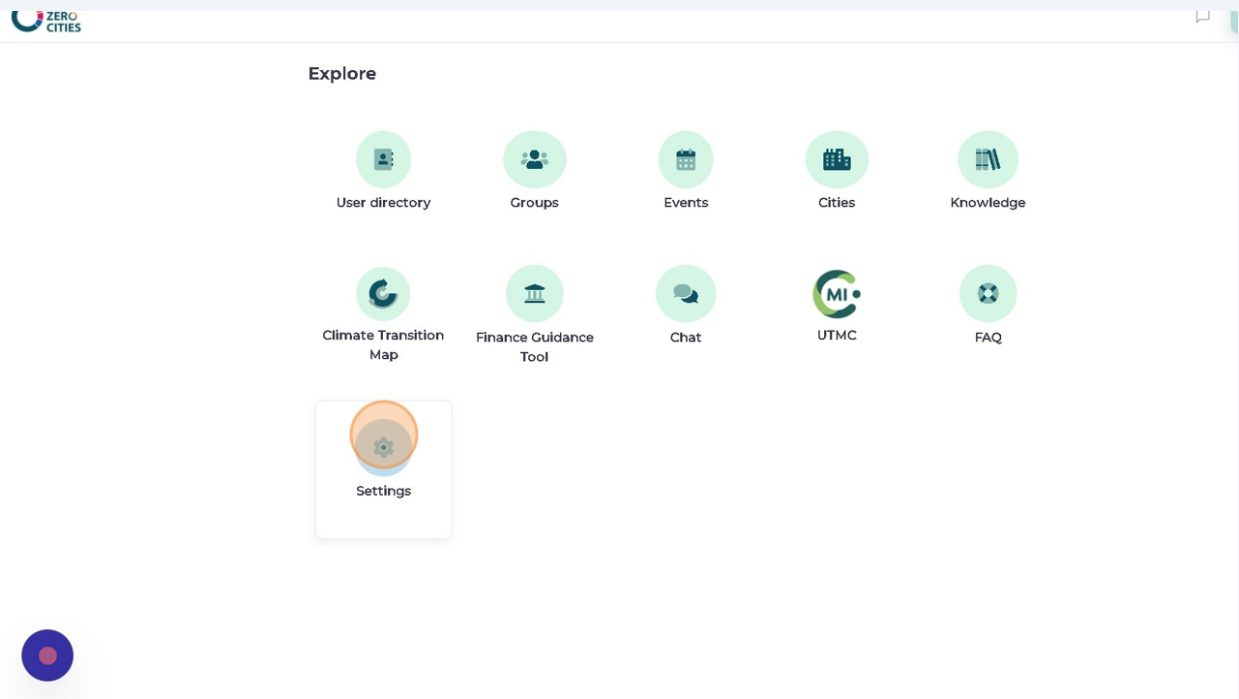 ZERO
CITIES
Explore
User directory
Groups
Events
Cities
Knowledge
Climate Transition
Map
Finance Guidance
Tool
Chat
MI
UTMC
FAQ
Settings